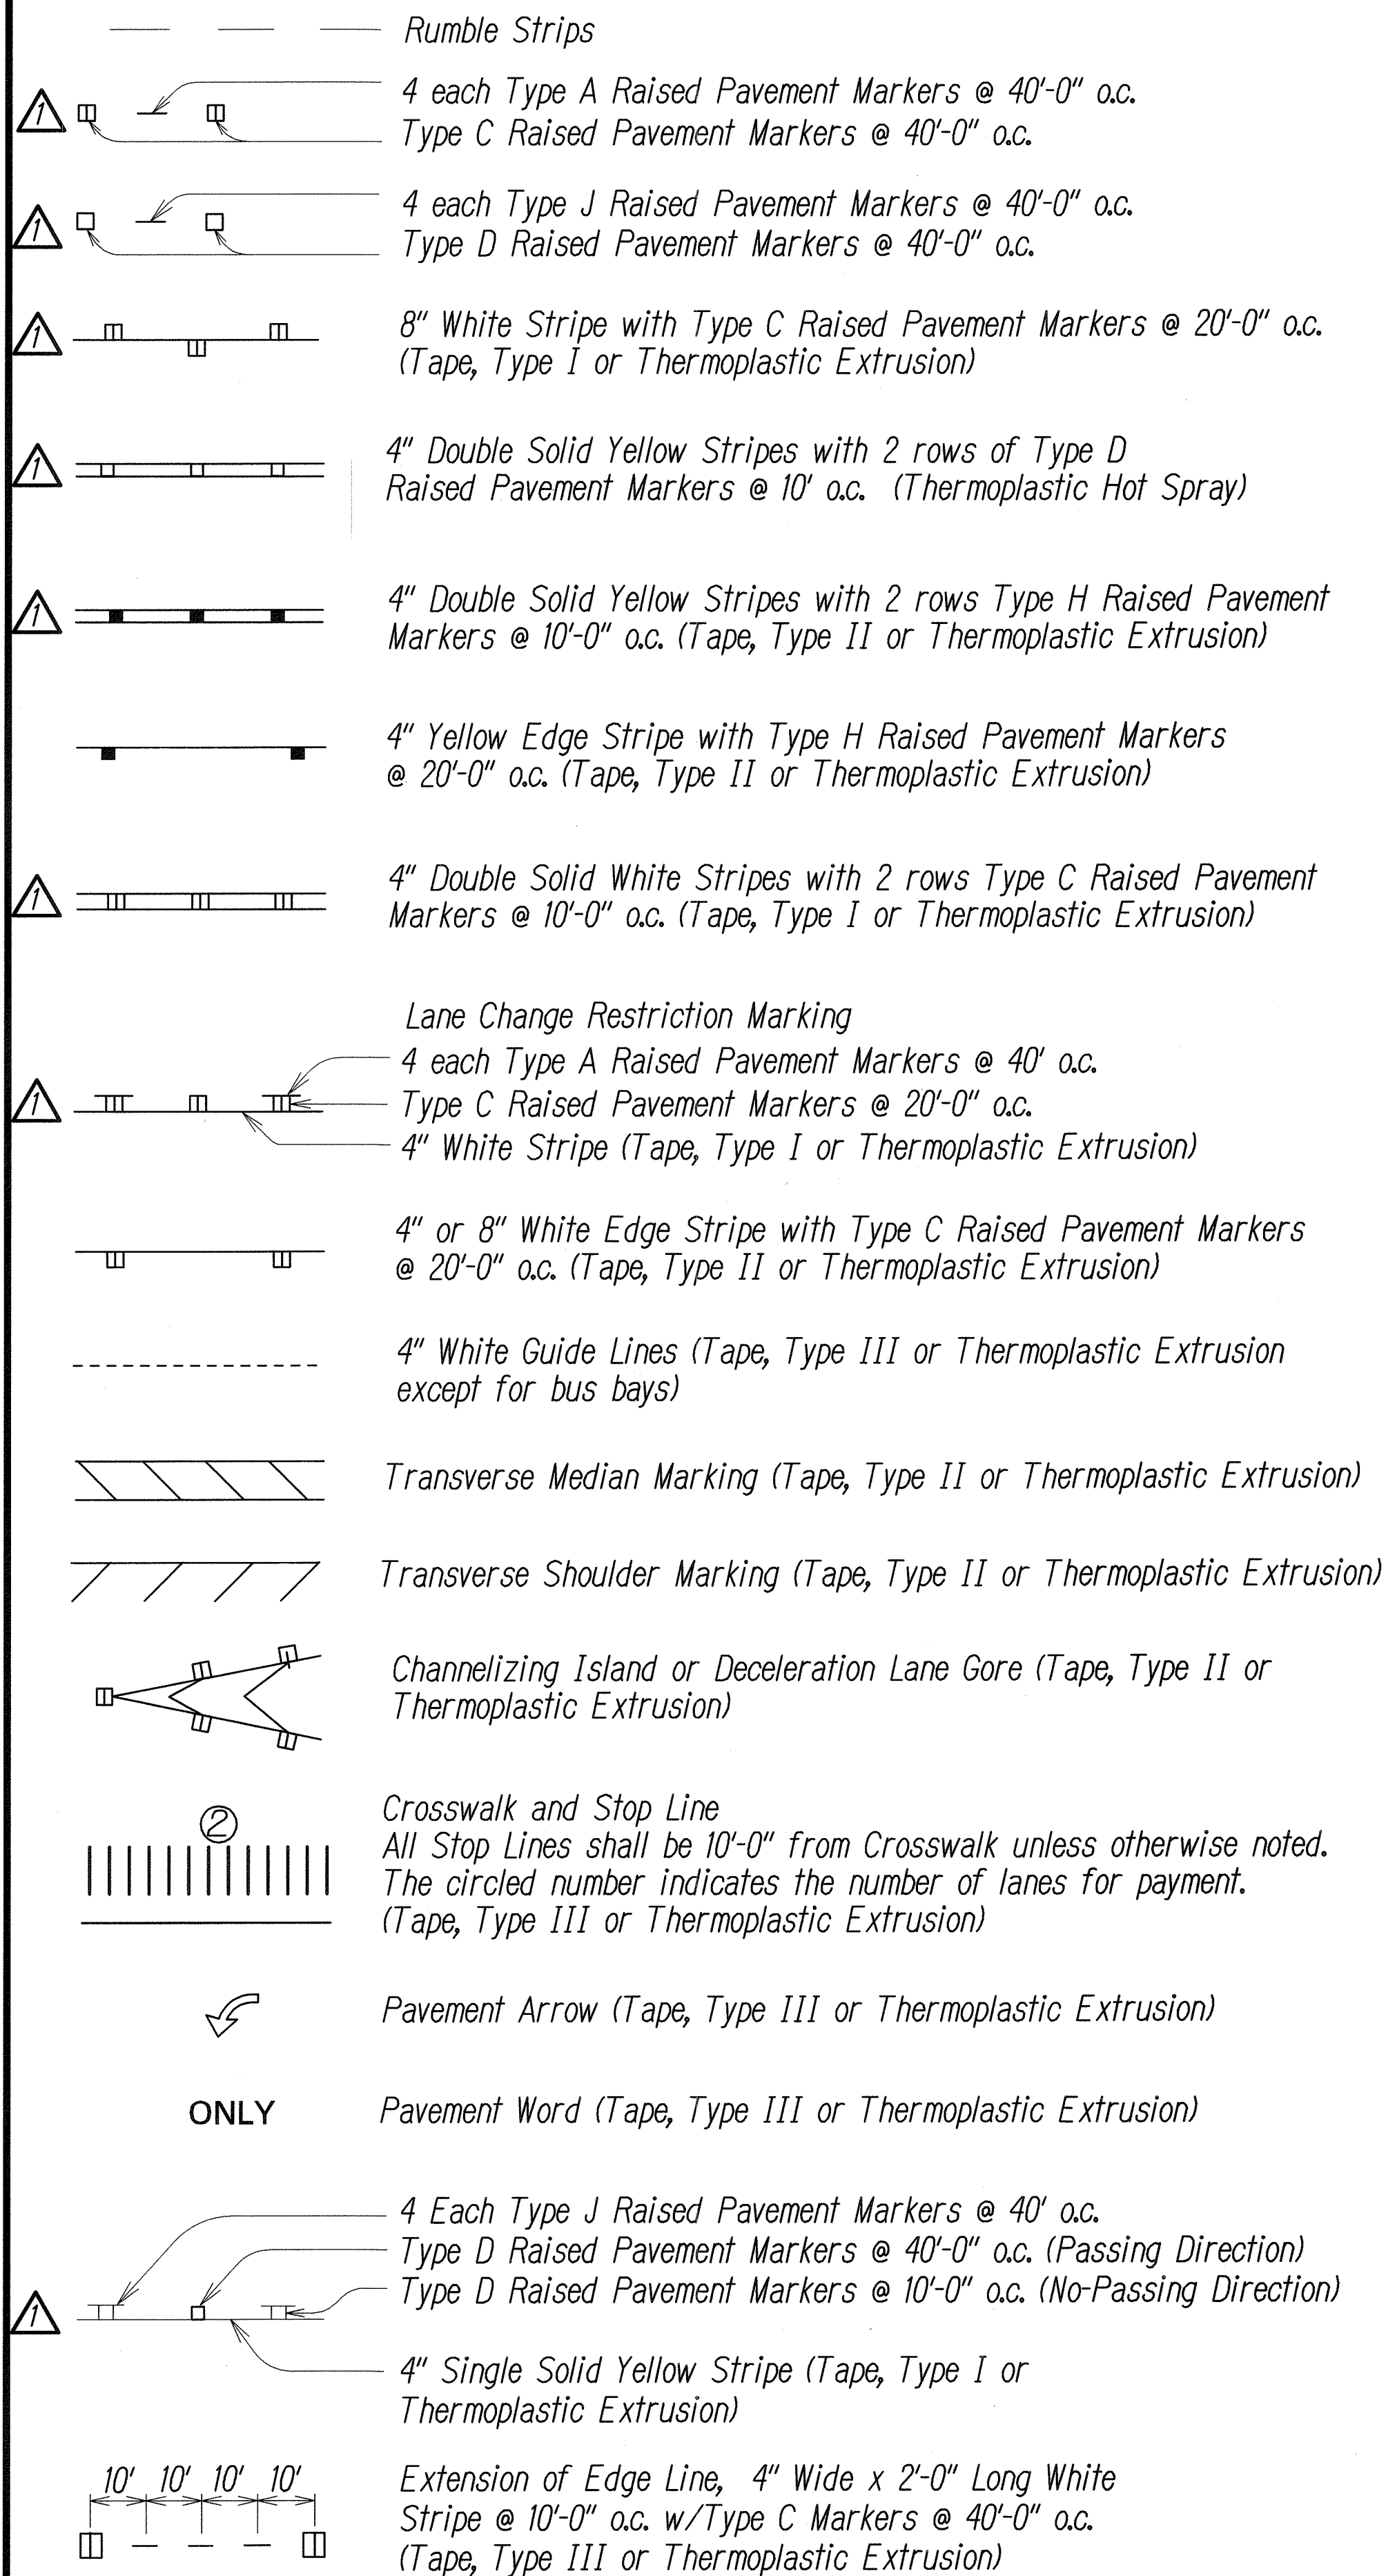 Rumble Strips
1
4 each Type A Raised Pavement Markers @ 40'-0" o.c.
Type C Raised Pavement Markers @ 40'-0" o.c.
1
4 each Type J Raised Pavement Markers @ 40'-0" o.c.
Type D Raised Pavement Markers @ 40'-0" o.c.
1
8" White Stripe with Type C Raised Pavement Markers @ 20'-0" o.c.
(Tape, Type I or Thermoplastic Extrusion)
1
4" Double Solid Yellow Stripes with 2 rows of Type D
Raised Pavement Markers @ 10' o.c. (Thermoplastic Hot Spray)
1
4" Double Solid Yellow Stripes with 2 rows Type H Raised Pavement
Markers @ 10'-0" o.c. (Tape, Type II or Thermoplastic Extrusion)
4" Yellow Edge Stripe with Type H Raised Pavement Markers
@ 20'-0" o.c. (Tape, Type II or Thermoplastic Extrusion)
1
4" Double Solid White Stripes with 2 rows Type C Raised Pavement
Markers @ 10'-0" o.c. (Tape, Type I or Thermoplastic Extrusion)
Lane Change Restriction Marking
1
4 each Type A Raised Pavement Markers @ 40' o.c.
Type C Raised Pavement Markers @ 20'-0" o.c.
4" White Stripe (Tape, Type I or Thermoplastic Extrusion)
4" or 8" White Edge Stripe with Type C Raised Pavement Markers
@ 20'-0" o.c. (Tape, Type II or Thermoplastic Extrusion)
4" White Guide Lines (Tape, Type III or Thermoplastic Extrusion
except for bus bays)
Transverse Median Marking (Tape, Type II or Thermoplastic Extrusion)
Transverse Shoulder Marking (Tape, Type II or Thermoplastic Extrusion)
Channelizing Island or Deceleration Lane Gore (Tape, Type II or
Thermoplastic Extrusion)
2
Crosswalk and Stop Line
All Stop Lines shall be 10'-0" from Crosswalk unless otherwise noted.
The circled number indicates the number of lanes for payment.
(Tape, Type III or Thermoplastic Extrusion)
Pavement Arrow (Tape, Type III or Thermoplastic Extrusion)
ONLY
Pavement Word (Tape, Type III or Thermoplastic Extrusion)
4 Each Type J Raised Pavement Markers @ 40' o.c.
Type D Raised Pavement Markers @ 40'-0" o.c. (Passing Direction)
Type D Raised Pavement Markers @ 10'-0" o.c. (No-Passing Direction)
1
4" Single Solid Yellow Stripe (Tape, Type I or
Thermoplastic Extrusion)
10' 10' 10' 10'
Extension of Edge Line, 4" Wide x 2'-0" Long White
Stripe @ 10'-0" o.c. w/Type C Markers @ 40'-0" o.c.
(Tape, Type III or Thermoplastic Extrusion)